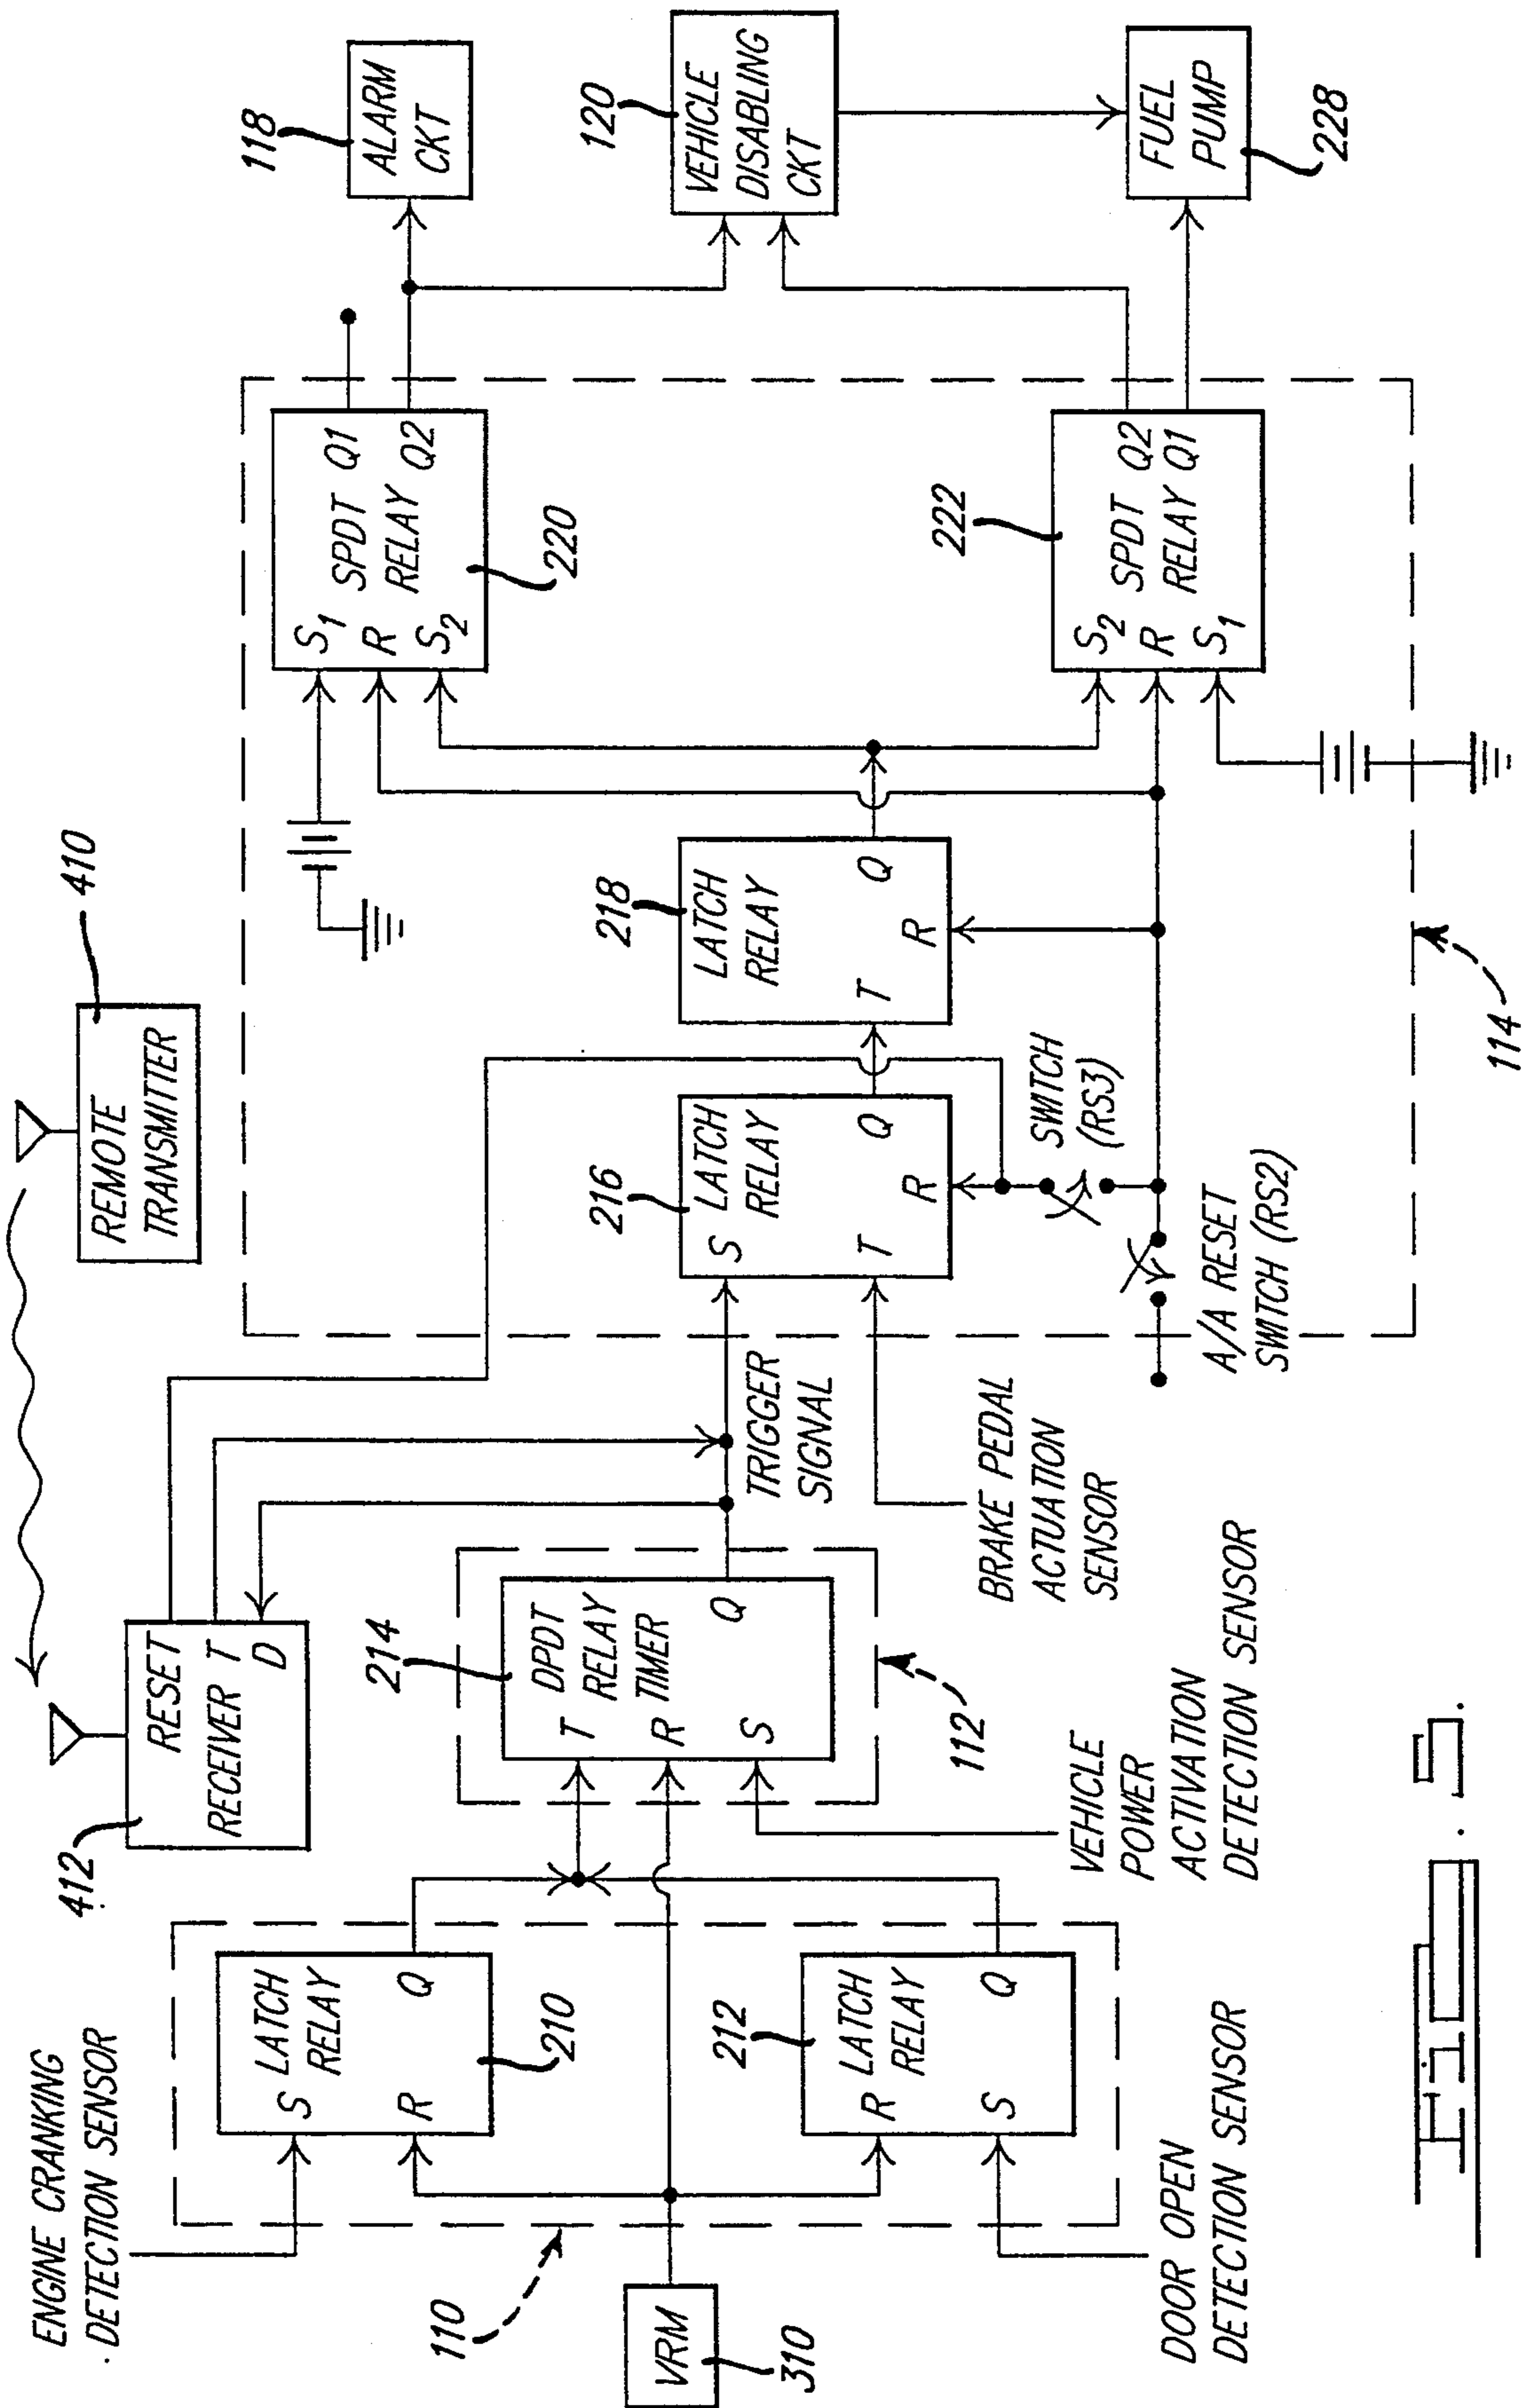 ENGINE CRANKING
DETECTION SENSOR
110
VRM
310
S LATCH
RELAY
R
Q
210
212
R LATCH
RELAY
S
Q
DOOR OPEN
DETECTION SENSOR
412
RESET
RECEIVER T
D
REMOTE
TRANSMITTER
410
214
T DPDT
RELAY
R TIMER
S
Q
112
VEHICLE
POWER
ACTIVATION
DETECTION SENSOR
TRIGGER
SIGNAL
BRAKE PEDAL
ACTUATION
SENSOR
216
S LATCH
RELAY
T
R
Q
SWITCH
(RS3)
A/A RESET
SWITCH (RS2)
218
LATCH
RELAY
T
R
Q
114
S1 SPDT Q1
R RELAY Q2
S2
220
222
S2 SPDT Q2
R RELAY Q1
S1
118
ALARM
CKT
120
VEHICLE
DISABLING
CKT
FUEL
PUMP
228
FIG. 5.